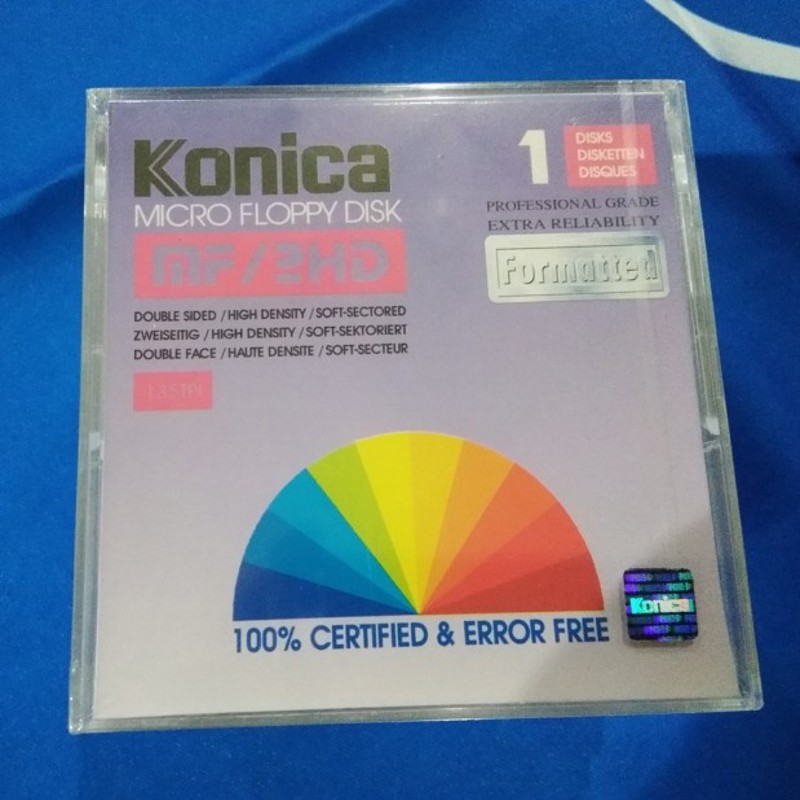 Konica
MICRO FLOPPY DISK
MF/2HD
DOUBLE SIDED / HIGH DENSITY / SOFT-SECTORED
ZWEISEITIG / HIGH DENSITY / SOFT-SEKTORIERT
DOUBLE FACE / HAUTE DENSITE / SOFT-SECTEUR
135TPI
1
DISKS
DISKETTEN
DISQUES
PROFESSIONAL GRADE
EXTRA RELIABILITY
Formatted
100% CERTIFIED & ERROR FREE
Konica